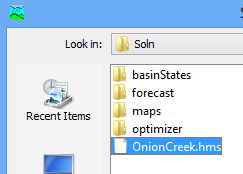 Look in: Soln
basinStates
forecast
Recent Items
maps
optimizer
OnionCreek.hms